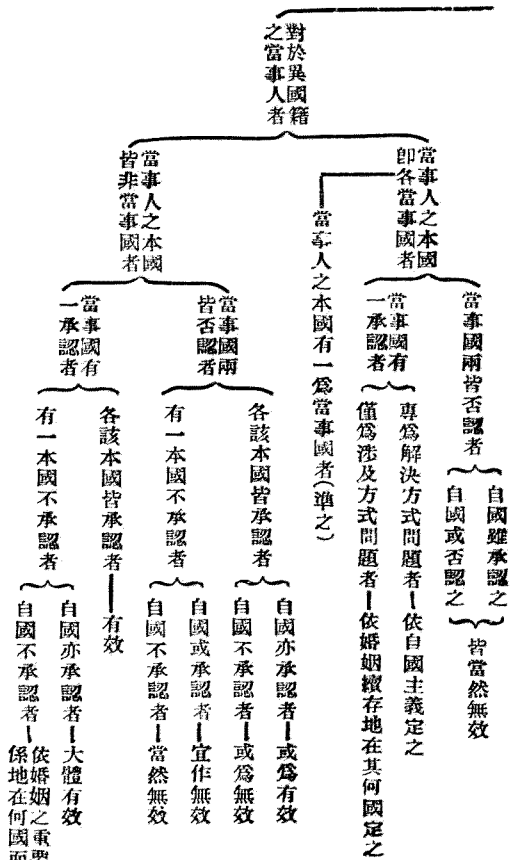 對於異國籍
之當事人者
當事人之本國
卽各當事國者
當事國兩皆否認者
自國雖承認之
自國或否認之
皆當然無效
當事國有
一承認者
專爲解決方式問題者
依自國主義定之
僅爲涉及方式問題者
依婚姻續存地在其何國定之
當事人之本國有一爲當事國者(準之)
當事人之本國
皆非當事國者
當事國兩
皆否認者
各該本國皆承認者
自國亦承認者
或爲有效
自國不承認者
或爲無效
有一本國不承認者
自國或承認者
宜作無效
自國不承認者
當然無效
當事國有
一承認者
各該本國皆承認者
有效
有一本國不承認者
自國亦承認者
大體有效
自國不承認者
依婚姻之重要
係地在何國而